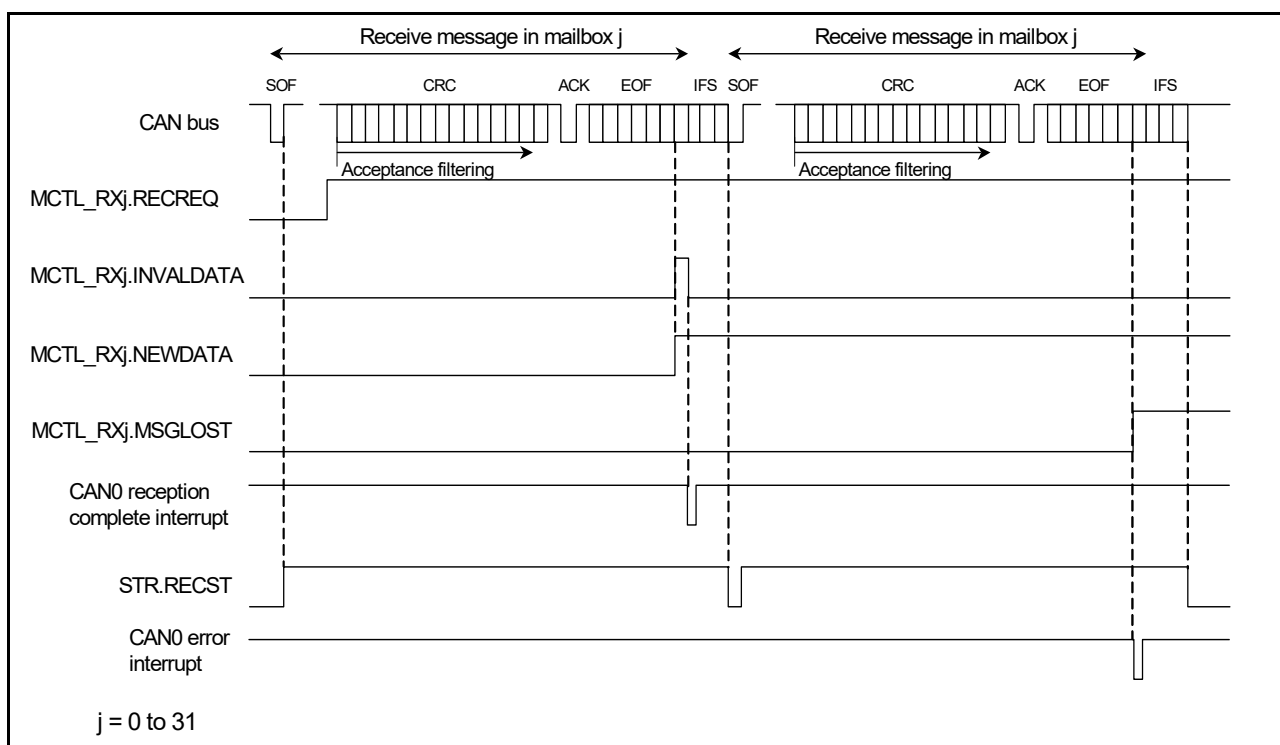 Receive message in mailbox j Receive message in mailbox j
SOF CRC ACK EOF IFS SOF CRC ACK EOF IFS
CAN bus
Acceptance filtering Acceptance filtering
MCTL_RXj.RECREQ
MCTL_RXj.INVALDATA
MCTL_RXj.NEWDATA
MCTL_RXj.MSGLOST
CAN0 reception
complete interrupt
STR.RECST
CAN0 error
interrupt
j = 0 to 31